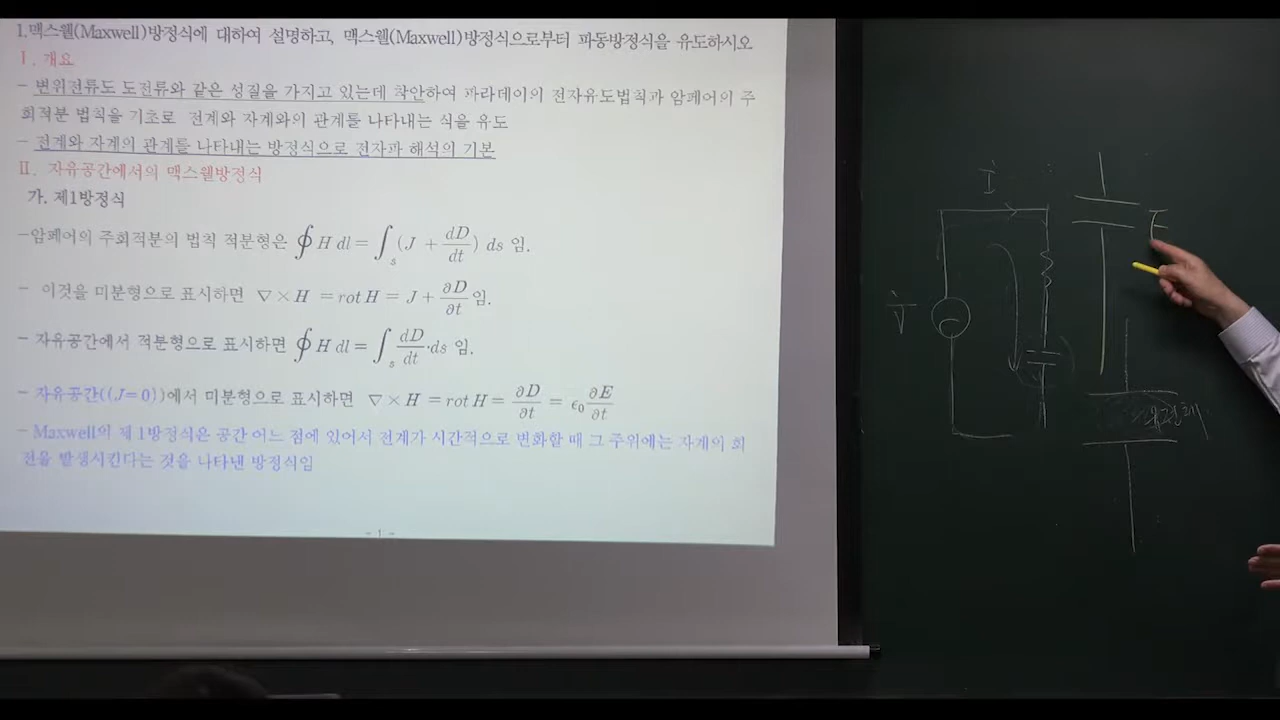 1.맥스웰(Maxwell)방정식에 대하여 설명하고, 맥스웰(Maxwell)방정식으로부터 파동방정식을 유도하시오
Ⅰ. 개요
- 변위전류도 도전류와 같은 성질을 가지고 있는데 착안하여 파라데이의 전자유도법칙과 암페어의 주
회적분 법칙을 기초로 전계와 자계와의 관계를 나타내는 식을 유도
- 전계와 자계의 관계를 나타내는 방정식으로 전자파 해석의 기본
Ⅱ. 자유공간에서의 맥스웰방정식
가. 제1방정식
-암페어의 주회적분의 법칙 적분형은 ∮H dl = ∫s (J + dD/dt) ds 임.
- 이것을 미분형으로 표시하면 ∇×H = rot H = J + ∂D/∂t 임.
- 자유공간에서 적분형으로 표시하면 ∮H dl = ∫s dD/dt·ds 임.
- 자유공간((J=0))에서 미분형으로 표시하면 ∇×H = rot H = ∂D/∂t = ε0 ∂E/∂t
- Maxwell의 제1방정식은 공간 어느 점에 있어서 전계가 시간적으로 변화할 때 그 주위에는 자계의 회
전을 발생시킨다는 것을 나타낸 방정식임
- 1 -
İ
V̇